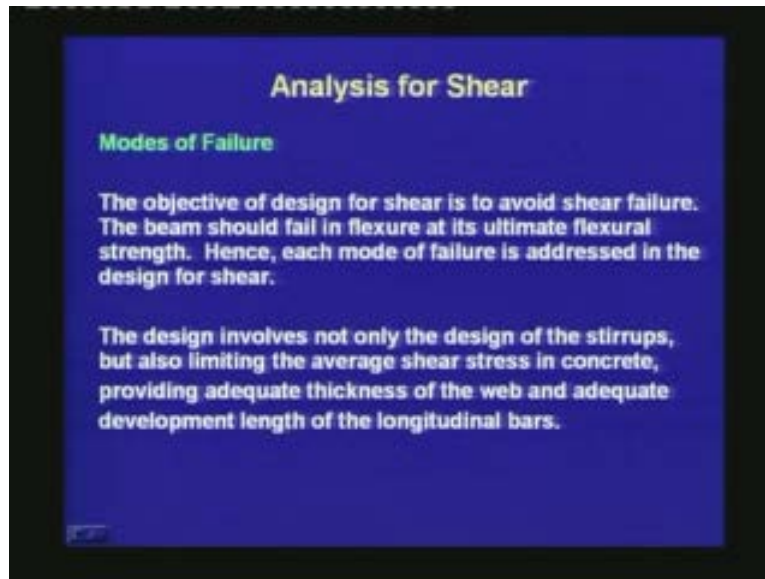 Analysis for Shear
Modes of Failure
The objective of design for shear is to avoid shear failure.
The beam should fail in flexure at its ultimate flexural
strength. Hence, each mode of failure is addressed in the
design for shear.
The design involves not only the design of the stirrups,
but also limiting the average shear stress in concrete,
providing adequate thickness of the web and adequate
development length of the longitudinal bars.